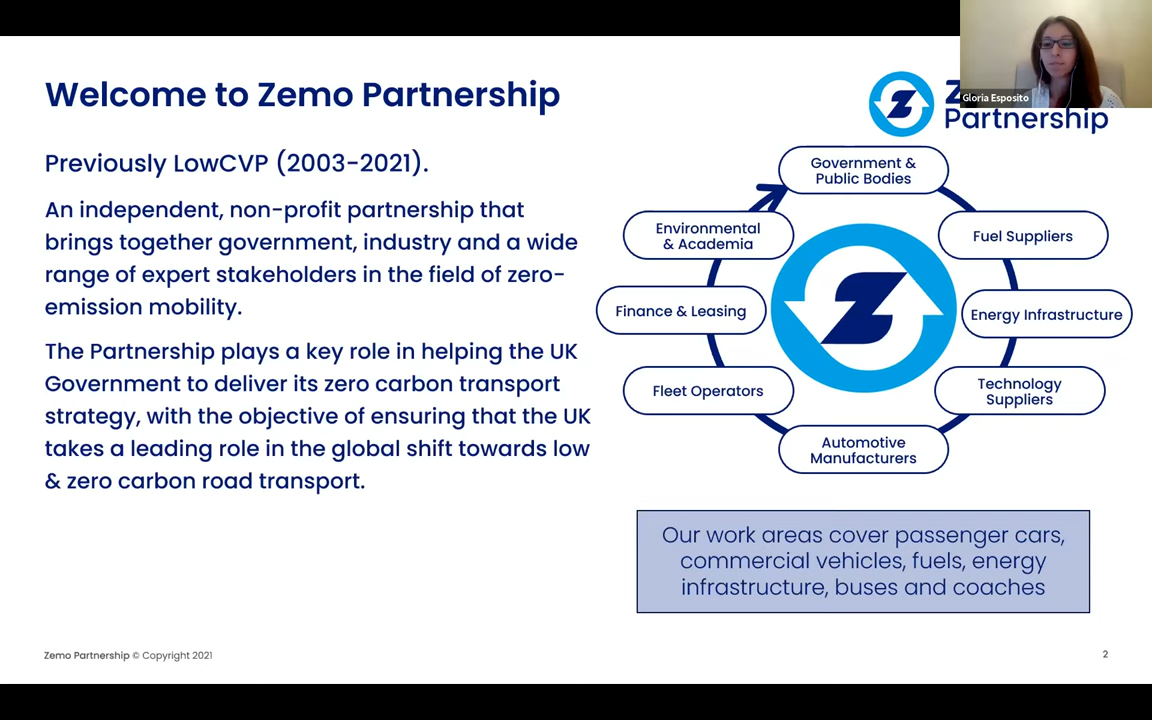 Welcome to Zemo Partnership
Gloria Esposito
Partnership
Previously LowCVP (2003-2021).
An independent, non-profit partnership that
brings together government, industry and a wide
range of expert stakeholders in the field of zero-
emission mobility.
The Partnership plays a key role in helping the UK
Government to deliver its zero carbon transport
strategy, with the objective of ensuring that the UK
takes a leading role in the global shift towards low
& zero carbon road transport.
Government &
Public Bodies
Fuel Suppliers
Energy Infrastructure
Technology
Suppliers
Automotive
Manufacturers
Fleet Operators
Finance & Leasing
Environmental
& Academia
Our work areas cover passenger cars,
commercial vehicles, fuels, energy
infrastructure, buses and coaches
Zemo Partnership © Copyright 2021
2